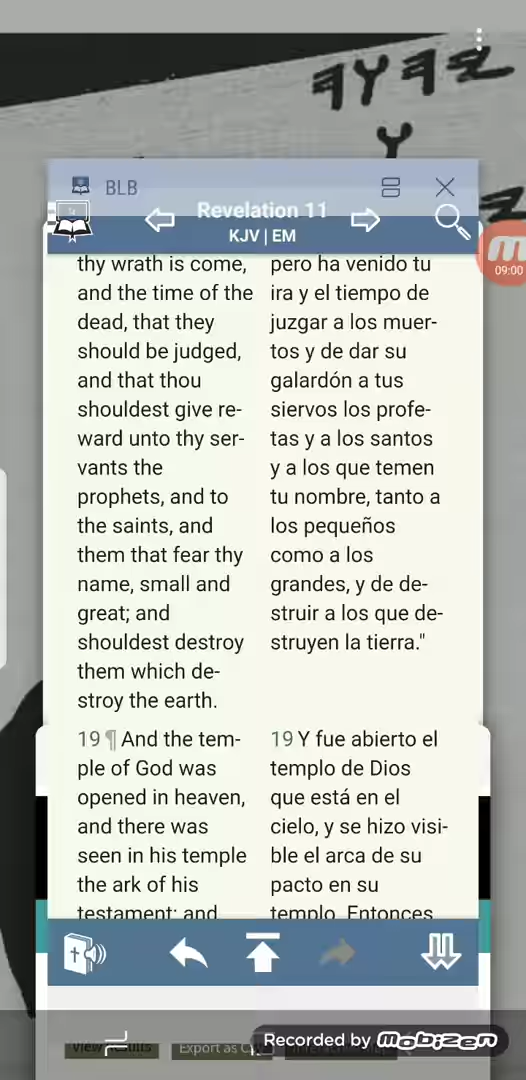 𐤉𐤄𐤅𐤄
BLB
Revelation 11
KJV | EM
09:00
thy wrath is come,
and the time of the
dead, that they
should be judged,
and that thou
shouldest give re-
ward unto thy ser-
vants the
prophets, and to
the saints, and
them that fear thy
name, small and
great; and
shouldest destroy
them which de-
stroy the earth.
19 ¶ And the tem-
ple of God was
opened in heaven,
and there was
seen in his temple
the ark of his
testament: and
pero ha venido tu
ira y el tiempo de
juzgar a los muer-
tos y de dar su
galardón a tus
siervos los profe-
tas y a los santos
y a los que temen
tu nombre, tanto a
los pequeños
como a los
grandes, y de de-
struir a los que de-
struyen la tierra."
19 Y fue abierto el
templo de Dios
que está en el
cielo, y se hizo visi-
ble el arca de su
pacto en su
templo. Entonces
View Results
Export as C
Recorded by mobizen